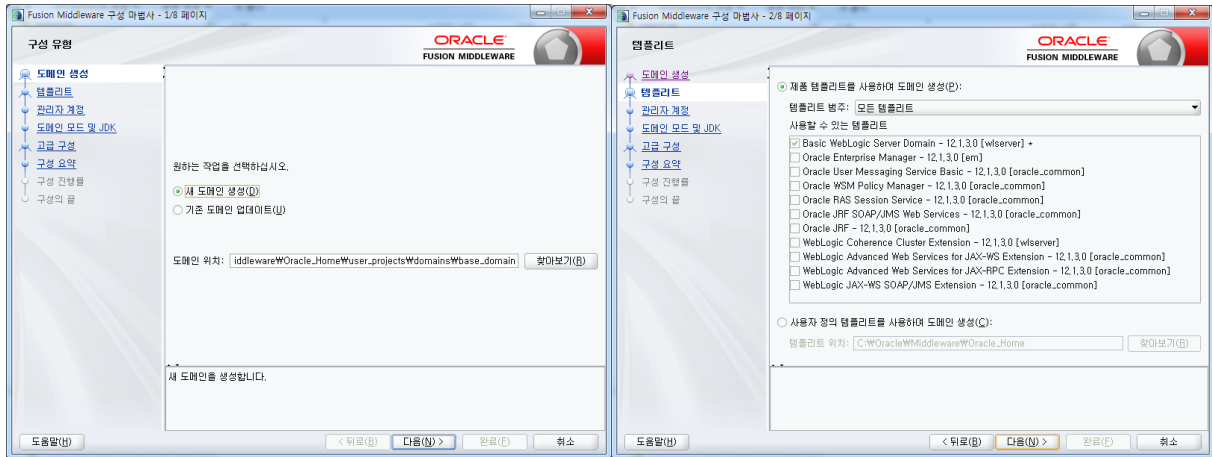 Fusion Middleware 구성 마법사 - 1/8 페이지
구성 유형
ORACLE
FUSION MIDDLEWARE
도메인 생성
템플리트
관리자 계정
도메인 모드 및 JDK
고급 구성
구성 요약
구성 진행률
구성의 끝
원하는 작업을 선택하십시오.
새 도메인 생성(D)
기존 도메인 업데이트(U)
도메인 위치: iddleware₩Oracle_Home₩user_projects₩domains₩base_domain 찾아보기(R)
새 도메인을 생성합니다.
도움말(H) < 뒤로(B) 다음(N) > 완료(F) 취소
Fusion Middleware 구성 마법사 - 2/8 페이지
템플리트
ORACLE
FUSION MIDDLEWARE
도메인 생성
템플리트
관리자 계정
도메인 모드 및 JDK
고급 구성
구성 요약
구성 진행률
구성의 끝
제품 템플리트를 사용하여 도메인 생성(P):
템플리트 범주: 모든 템플리트
사용할 수 있는 템플리트
Basic WebLogic Server Domain - 12.1.3.0 [wlserver] *
Oracle Enterprise Manager - 12.1.3.0 [em]
Oracle User Messaging Service Basic - 12.1.3.0 [oracle_common]
Oracle WSM Policy Manager - 12.1.3.0 [oracle_common]
Oracle RAS Session Service - 12.1.3.0 [oracle_common]
Oracle JRF SOAP/JMS Web Services - 12.1.3.0 [oracle_common]
Oracle JRF - 12.1.3.0 [oracle_common]
WebLogic Coherence Cluster Extension - 12.1.3.0 [wlserver]
WebLogic Advanced Web Services for JAX-WS Extension - 12.1.3.0 [oracle_common]
WebLogic Advanced Web Services for JAX-RPC Extension - 12.1.3.0 [oracle_common]
WebLogic JAX-WS SOAP/JMS Extension - 12.1.3.0 [oracle_common]
사용자 정의 템플리트를 사용하여 도메인 생성(C):
템플리트 위치: C:₩Oracle₩Middleware₩Oracle_Home 찾아보기(R)
도움말(H) < 뒤로(B) 다음(N) > 완료(F) 취소